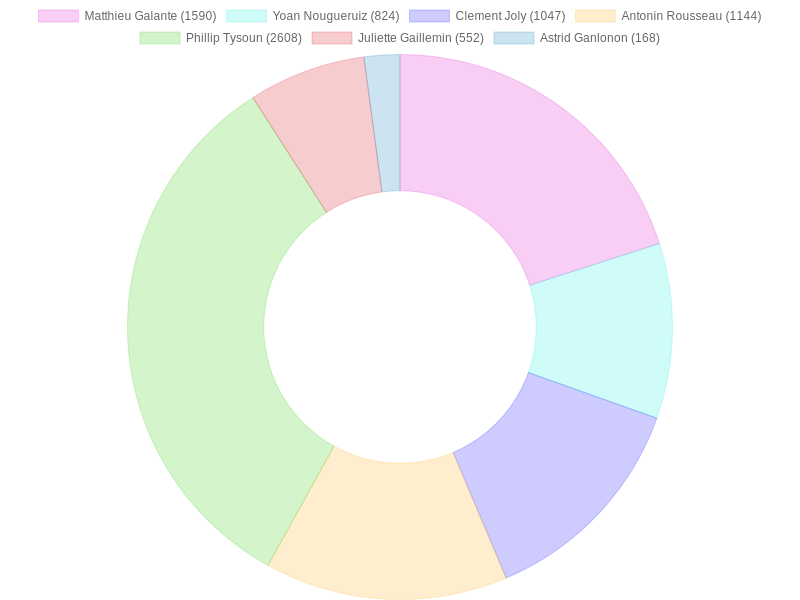 Matthieu Galante (1590) Yoan Nougueruiz (824) Clement Joly (1047) Antonin Rousseau (1144)
Phillip Tysoun (2608) Juliette Gaillemin (552) Astrid Ganlonon (168)